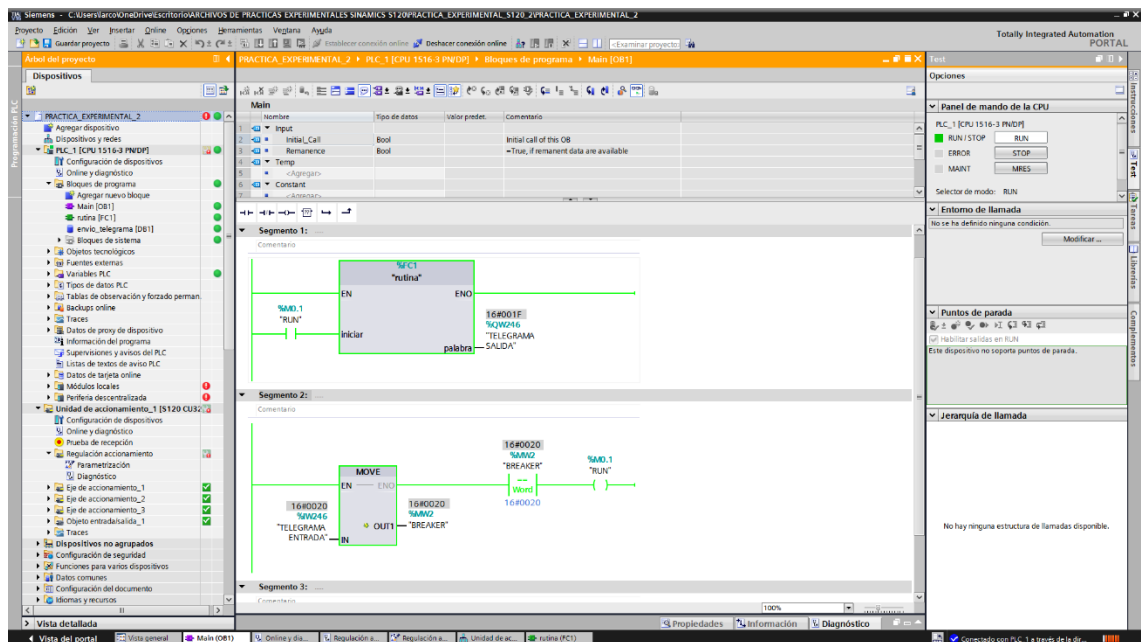 Siemens - C:\Users\larco\OneDrive\Escritorio\ARCHIVOS DE PRACTICAS EXPERIMENTALES SINAMICS S120\PRACTICA_EXPERIMENTAL_S120_2\PRACTICA_EXPERIMENTAL_2
Proyecto Edición Ver Insertar Online Opciones Herramientas Ventana Ayuda
Guardar proyecto Establecer conexión online Deshacer conexión online <Examinar proyecto>
Totally Integrated Automation
PORTAL
Árbol del proyecto
Dispositivos
Programación PLC
PRACTICA_EXPERIMENTAL_2
Agregar dispositivo
Dispositivos y redes
PLC_1 [CPU 1516-3 PN/DP]
Configuración de dispositivos
Online y diagnóstico
Bloques de programa
Agregar nuevo bloque
Main [OB1]
rutina [FC1]
envio_telegrama [DB1]
Bloques de sistema
Objetos tecnológicos
Fuentes externas
Variables PLC
Tipos de datos PLC
Tablas de observación y forzado perman.
Backups online
Traces
Datos de proxy de dispositivo
Información del programa
Supervisiones y avisos del PLC
Listas de textos de aviso PLC
Datos de tarjeta online
Módulos locales
Periferia descentralizada
Unidad de accionamiento_1 [S120 CU32
Configuración de dispositivos
Online y diagnóstico
Prueba de recepción
Regulación accionamiento
Parametrización
Diagnóstico
Eje de accionamiento_1
Eje de accionamiento_2
Eje de accionamiento_3
Objeto entrada/salida_1
Traces
Dispositivos no agrupados
Configuración de seguridad
Funciones para varios dispositivos
Datos comunes
Configuración del documento
Idiomas y recursos
Vista detallada
PRACTICA_EXPERIMENTAL_2 PLC_1 [CPU 1516-3 PN/DP] Bloques de programa Main [OB1]
Main
Nombre Tipo de datos Valor predet. Comentario
1 Input
2 Initial_Call Bool Initial call of this OB
3 Remanence Bool =True, if remanent data are available
4 Temp
5 <Agregar>
6 Constant
7 <Agregar>
Segmento 1: ....
Comentario
%FC1
"rutina"
EN ENO
%M0.1
"RUN"
iniciar
16#001F
%QW246
"TELEGRAMA
SALIDA"
palabra
Segmento 2: ....
Comentario
MOVE
EN ENO
16#0020
%IW246
"TELEGRAMA
ENTRADA"
IN
OUT1
16#0020
%MW2
"BREAKER"
16#0020
%MW2
"BREAKER"
==
Word
16#0020
%M0.1
"RUN"
Segmento 3: ....
Comentario
100%
Propiedades Información Diagnóstico
Test
Opciones
Panel de mando de la CPU
PLC_1 [CPU 1516-3 PN/DP]
RUN / STOP RUN
ERROR STOP
MAINT MRES
Selector de modo: RUN
Entorno de llamada
No se ha definido ninguna condición.
Modificar ...
Puntos de parada
Habilitar salidas en RUN
Este dispositivo no soporta puntos de parada.
Jerarquía de llamada
No hay ninguna estructura de llamadas disponible.
Instrucciones
Test
Tareas
Librerías
Complementos
Vista del portal Vista general Main (OB1) Online y dia... Regulación a... Regulación a... Unidad de ac... rutina (FC1)
Conectado con PLC_1 a través de la dir...